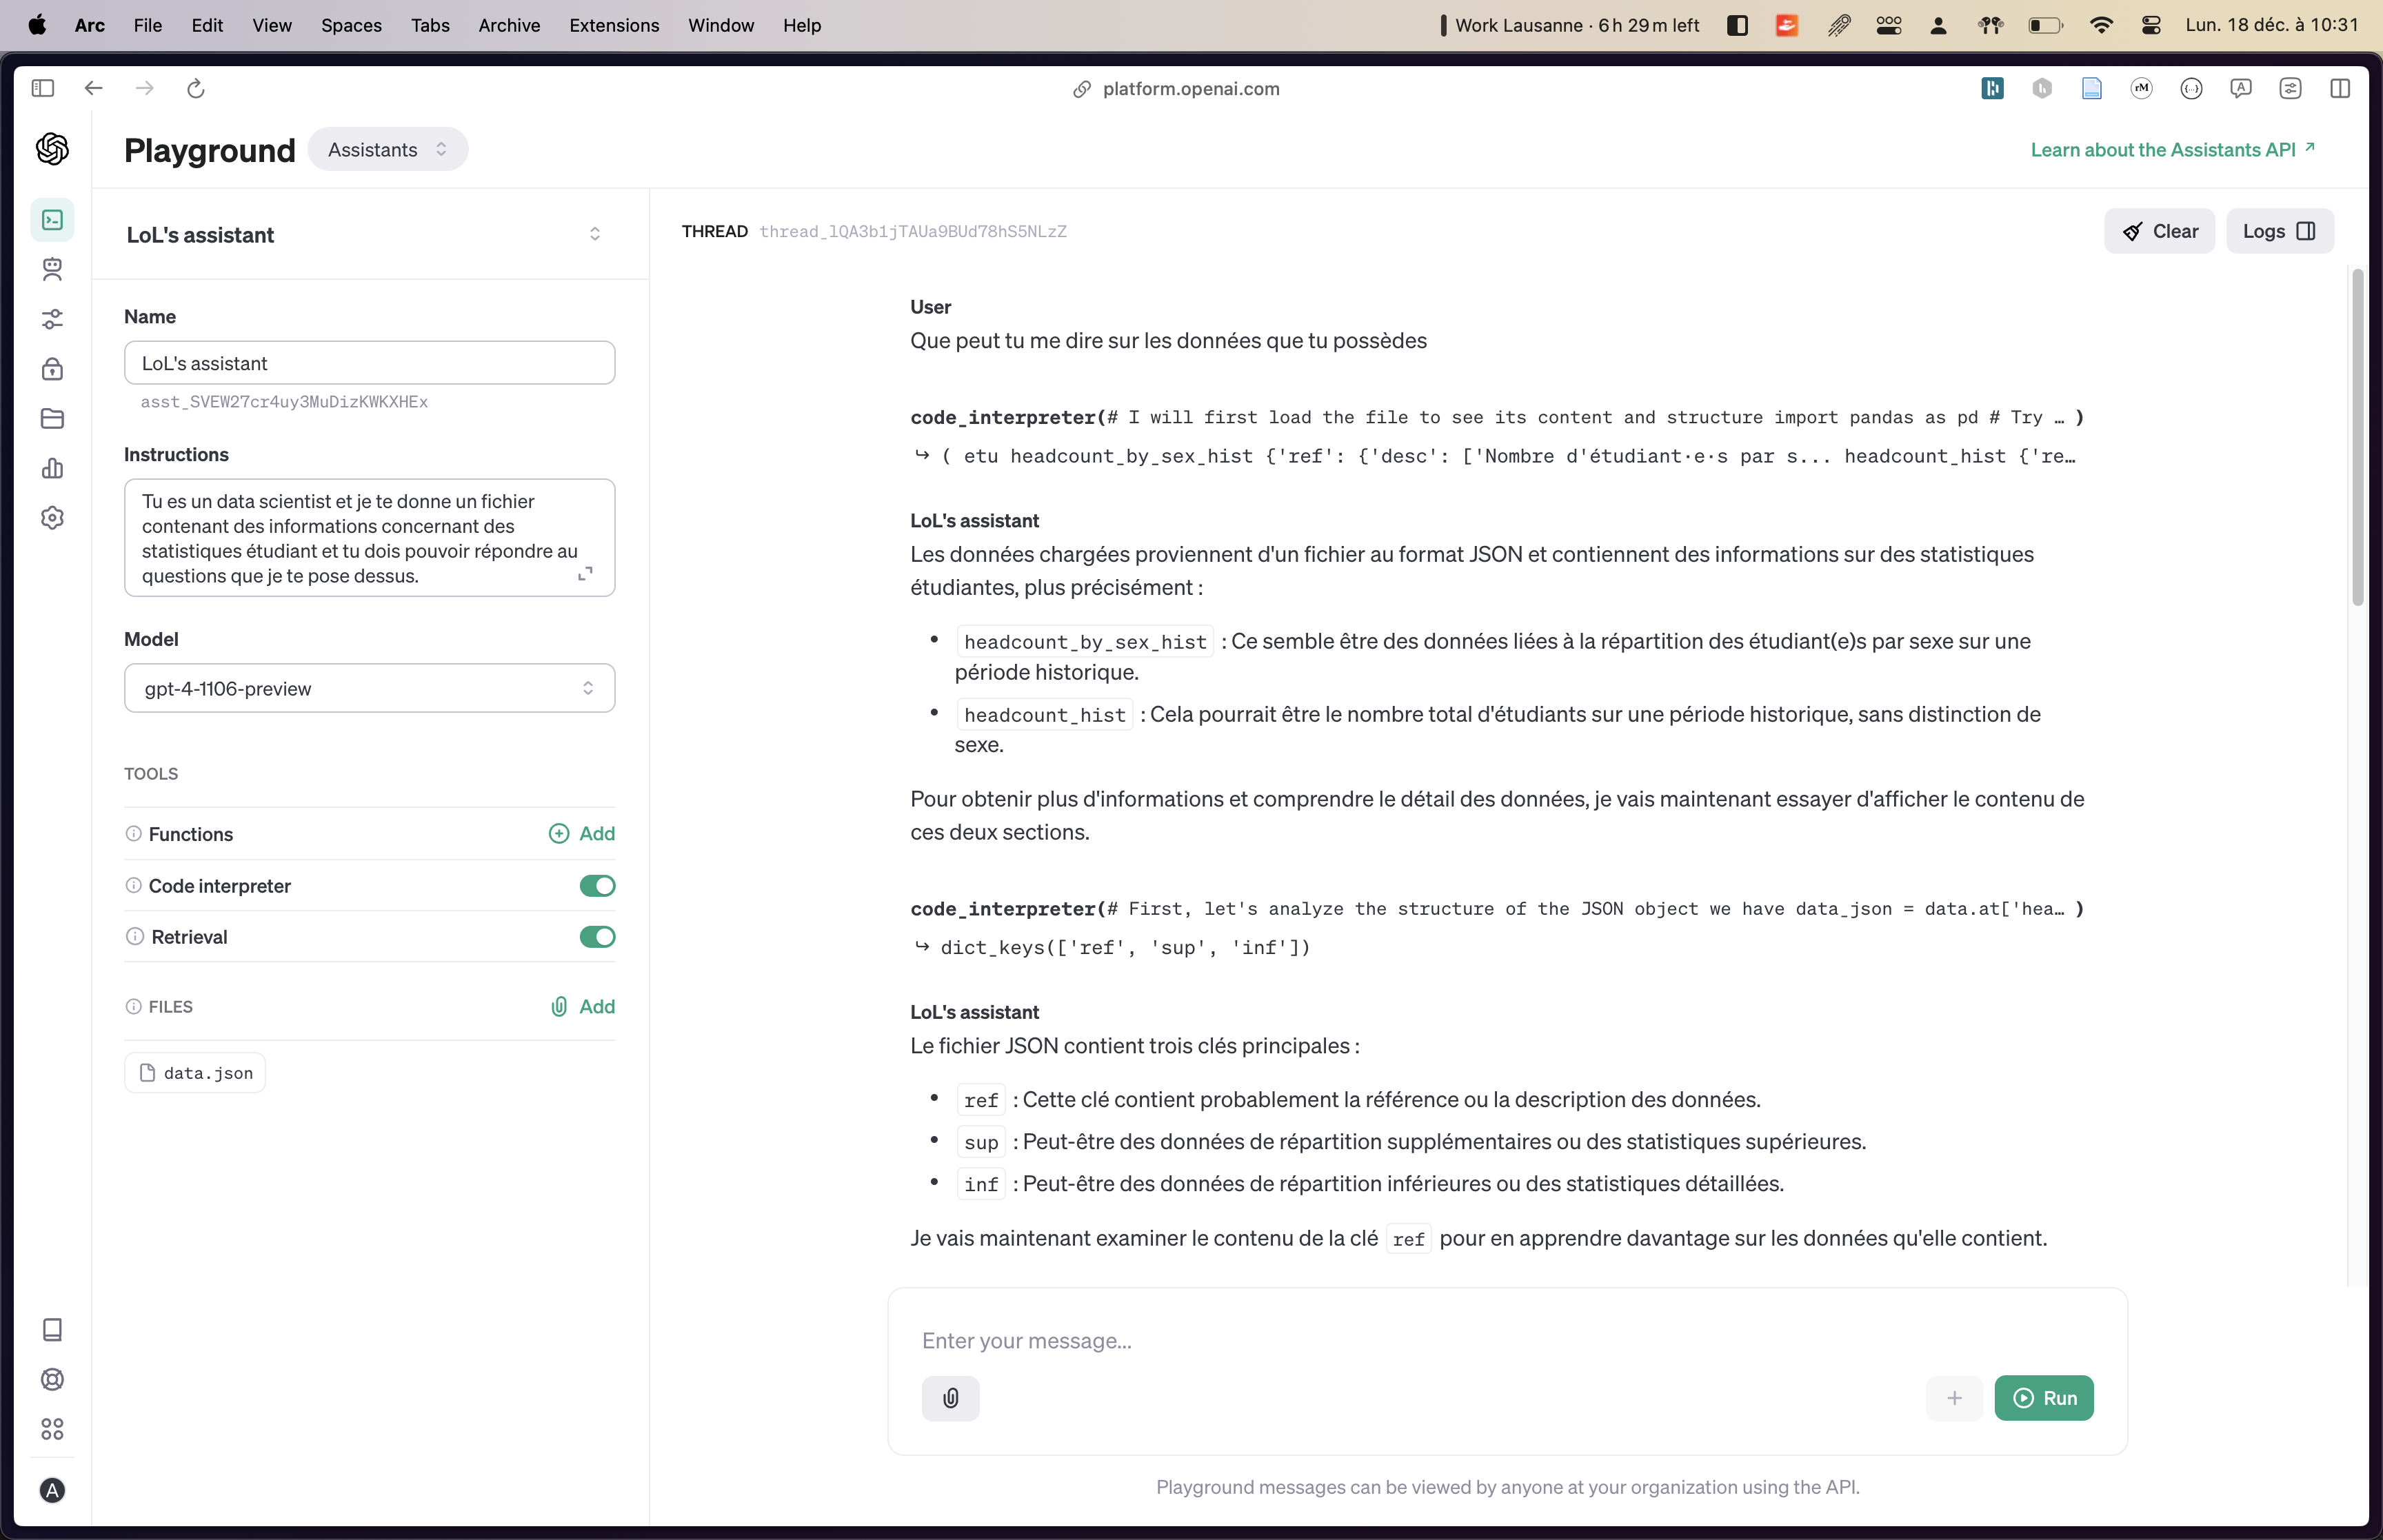 Arc File Edit View Spaces Tabs Archive Extensions Window Help Work Lausanne · 6 h 29 m left Lun. 18 déc. à 10:31
platform.openai.com
Playground Assistants Learn about the Assistants API ↗
LoL's assistant
Name
LoL's assistant
asst_SVEW27cr4uy3MuDizKWKXHEx
Instructions
Tu es un data scientist et je te donne un fichier
contenant des informations concernant des
statistiques étudiant et tu dois pouvoir répondre au
questions que je te pose dessus.
Model
gpt-4-1106-preview
TOOLS
Functions Add
Code interpreter
Retrieval
FILES Add
data.json
A
THREAD thread_lQA3b1jTAUa9BUd78hS5NLzZ Clear Logs
User
Que peut tu me dire sur les données que tu possèdes
code_interpreter(# I will first load the file to see its content and structure import pandas as pd # Try … )
↪ ( etu headcount_by_sex_hist {'ref': {'desc': ['Nombre d'étudiant·e·s par s... headcount_hist {'re…
LoL's assistant
Les données chargées proviennent d'un fichier au format JSON et contiennent des informations sur des statistiques
étudiantes, plus précisément :
• headcount_by_sex_hist : Ce semble être des données liées à la répartition des étudiant(e)s par sexe sur une
période historique.
• headcount_hist : Cela pourrait être le nombre total d'étudiants sur une période historique, sans distinction de
sexe.
Pour obtenir plus d'informations et comprendre le détail des données, je vais maintenant essayer d'afficher le contenu de
ces deux sections.
code_interpreter(# First, let's analyze the structure of the JSON object we have data_json = data.at['hea… )
↪ dict_keys(['ref', 'sup', 'inf'])
LoL's assistant
Le fichier JSON contient trois clés principales :
• ref : Cette clé contient probablement la référence ou la description des données.
• sup : Peut-être des données de répartition supplémentaires ou des statistiques supérieures.
• inf : Peut-être des données de répartition inférieures ou des statistiques détaillées.
Je vais maintenant examiner le contenu de la clé ref pour en apprendre davantage sur les données qu'elle contient.
Enter your message...
+ Run
Playground messages can be viewed by anyone at your organization using the API.